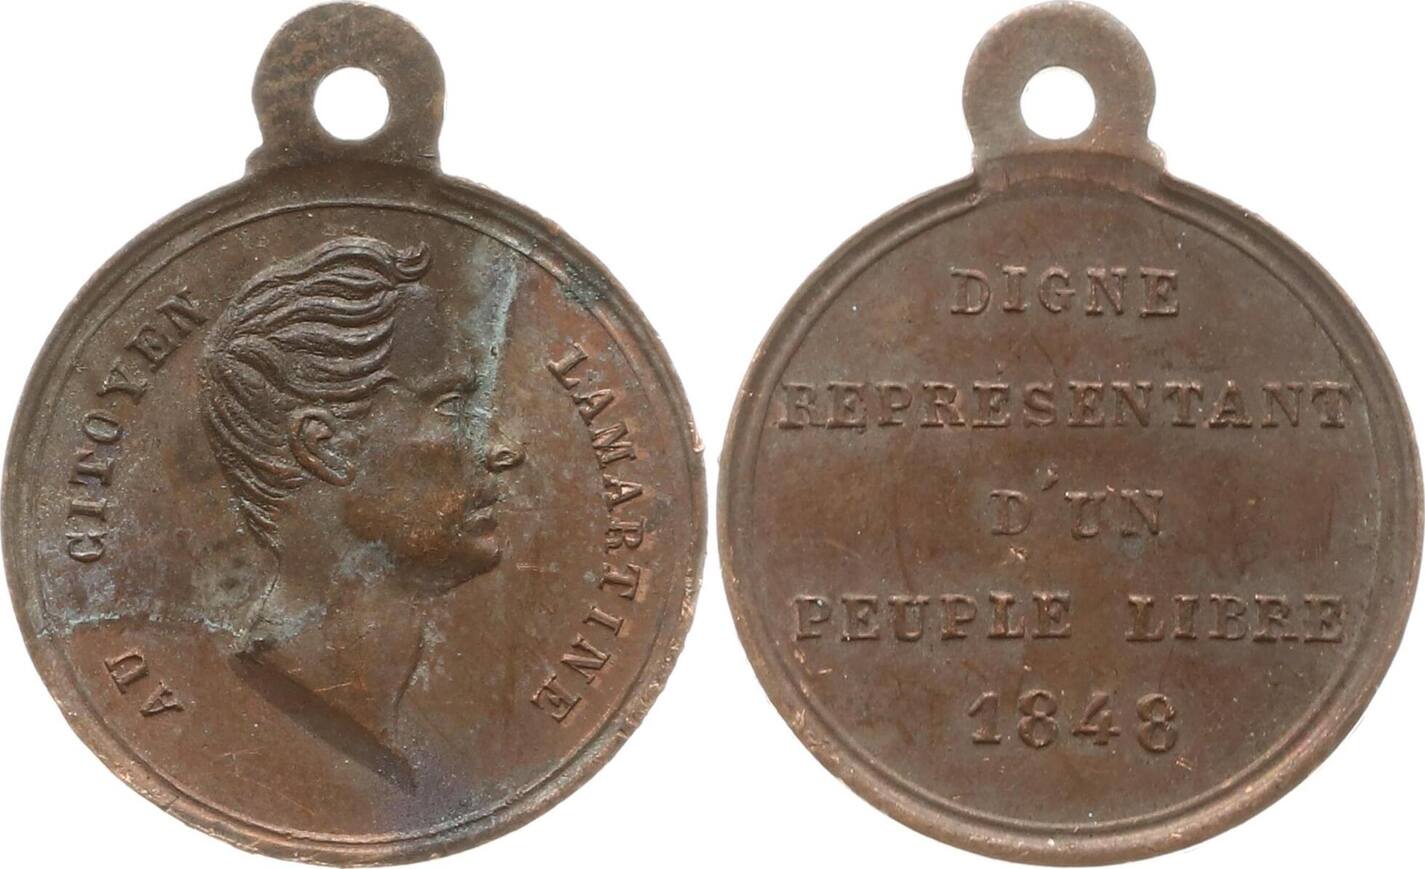 AU CITOYEN LAMARTINE
DIGNE
REPRESENTANT
D'UN
PEUPLE LIBRE
1848